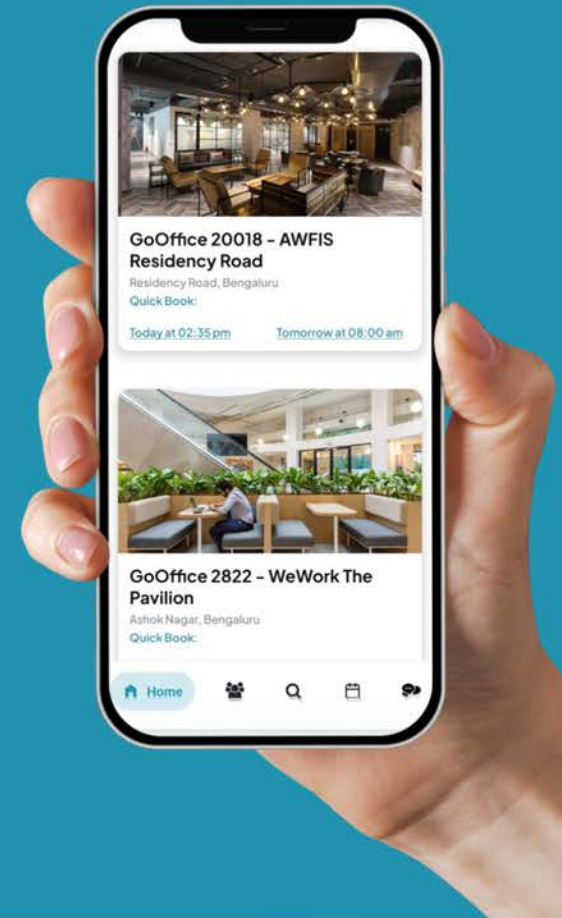 GoOffice 20018 – AWFIS
Residency Road
Residency Road, Bengaluru
Quick Book:
Today at 02:35 pm Tomorrow at 08:00 am
GoOffice 2822 – WeWork The
Pavilion
Ashok Nagar, Bengaluru
Quick Book:
Home